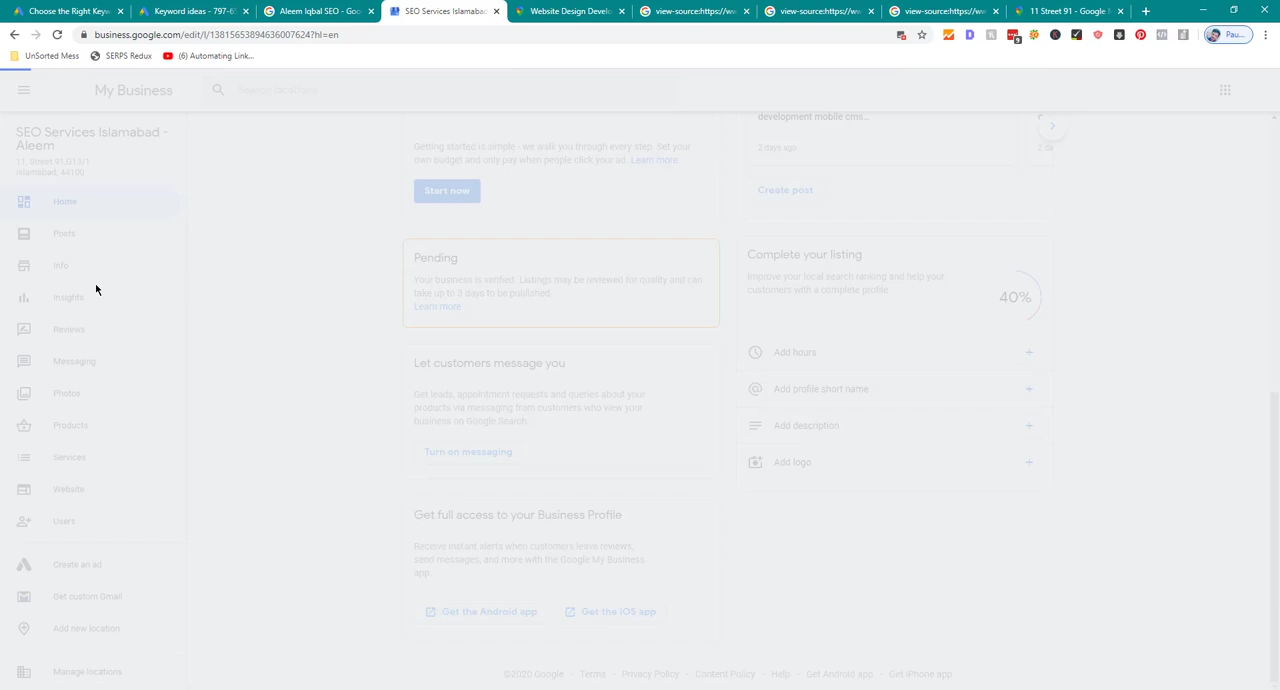 Choose the Right Keyw
Keyword ideas - 797-6
Aleem Iqbal SEO - Goo
SEO Services Islamabad
Website Design Develo
view-source:https://ww
view-source:https://ww
view-source:https://ww
11 Street 91 - Google
business.google.com/edit/l/13815653894636007624?hl=en
Pau...
UnSorted Mess
SERPS Redux
(6) Automating Link...
My Business
Search locations
SEO Services Islamabad -
Aleem
11, Street 91,G13/1
Islamabad, 44100
Home
Posts
Info
Insights
Reviews
Messaging
Photos
Products
Services
Website
Users
Create an ad
Get custom Gmail
Add new location
Manage locations
Getting started is simple - we walk you through every step. Set your
own budget and only pay when people click your ad. Learn more
Start now
development mobile cms...
2 days ago
2 da
Create post
Pending
Your business is verified. Listings may be reviewed for quality and can
take up to 3 days to be published.
Learn more
Complete your listing
Improve your local search ranking and help your
customers with a complete profile
40%
Add hours
Add profile short name
Add description
Add logo
Let customers message you
Get leads, appointment requests and queries about your
products via messaging from customers who view your
business on Google Search.
Turn on messaging
Get full access to your Business Profile
Receive instant alerts when customers leave reviews,
send messages, and more with the Google My Business
app.
Get the Android app
Get the iOS app
©2020 Google - Terms - Privacy Policy - Content Policy - Help - Get Android app - Get iPhone app